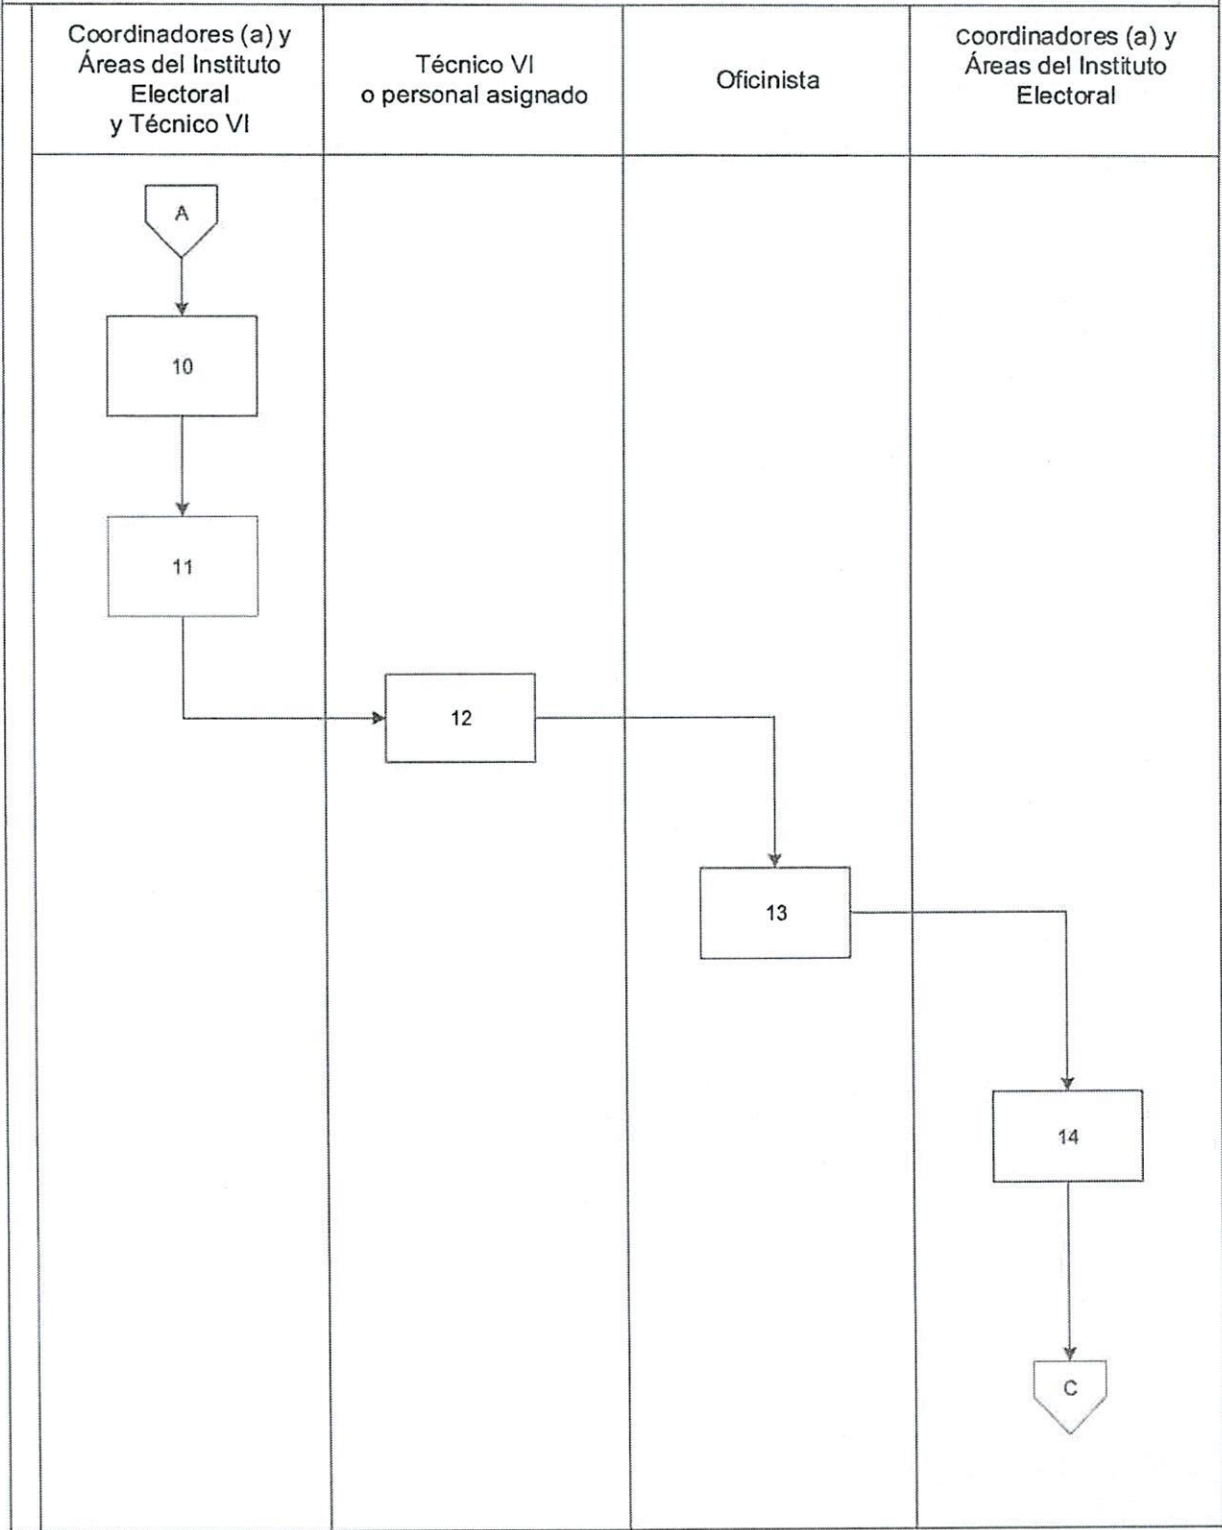 Coordinadores (a) y
Áreas del Instituto
Electoral
y Técnico VI
Técnico VI
o personal asignado
Oficinista
Coordinadores (a) y
Áreas del Instituto
Electoral
A
10
11
12
13
14
C